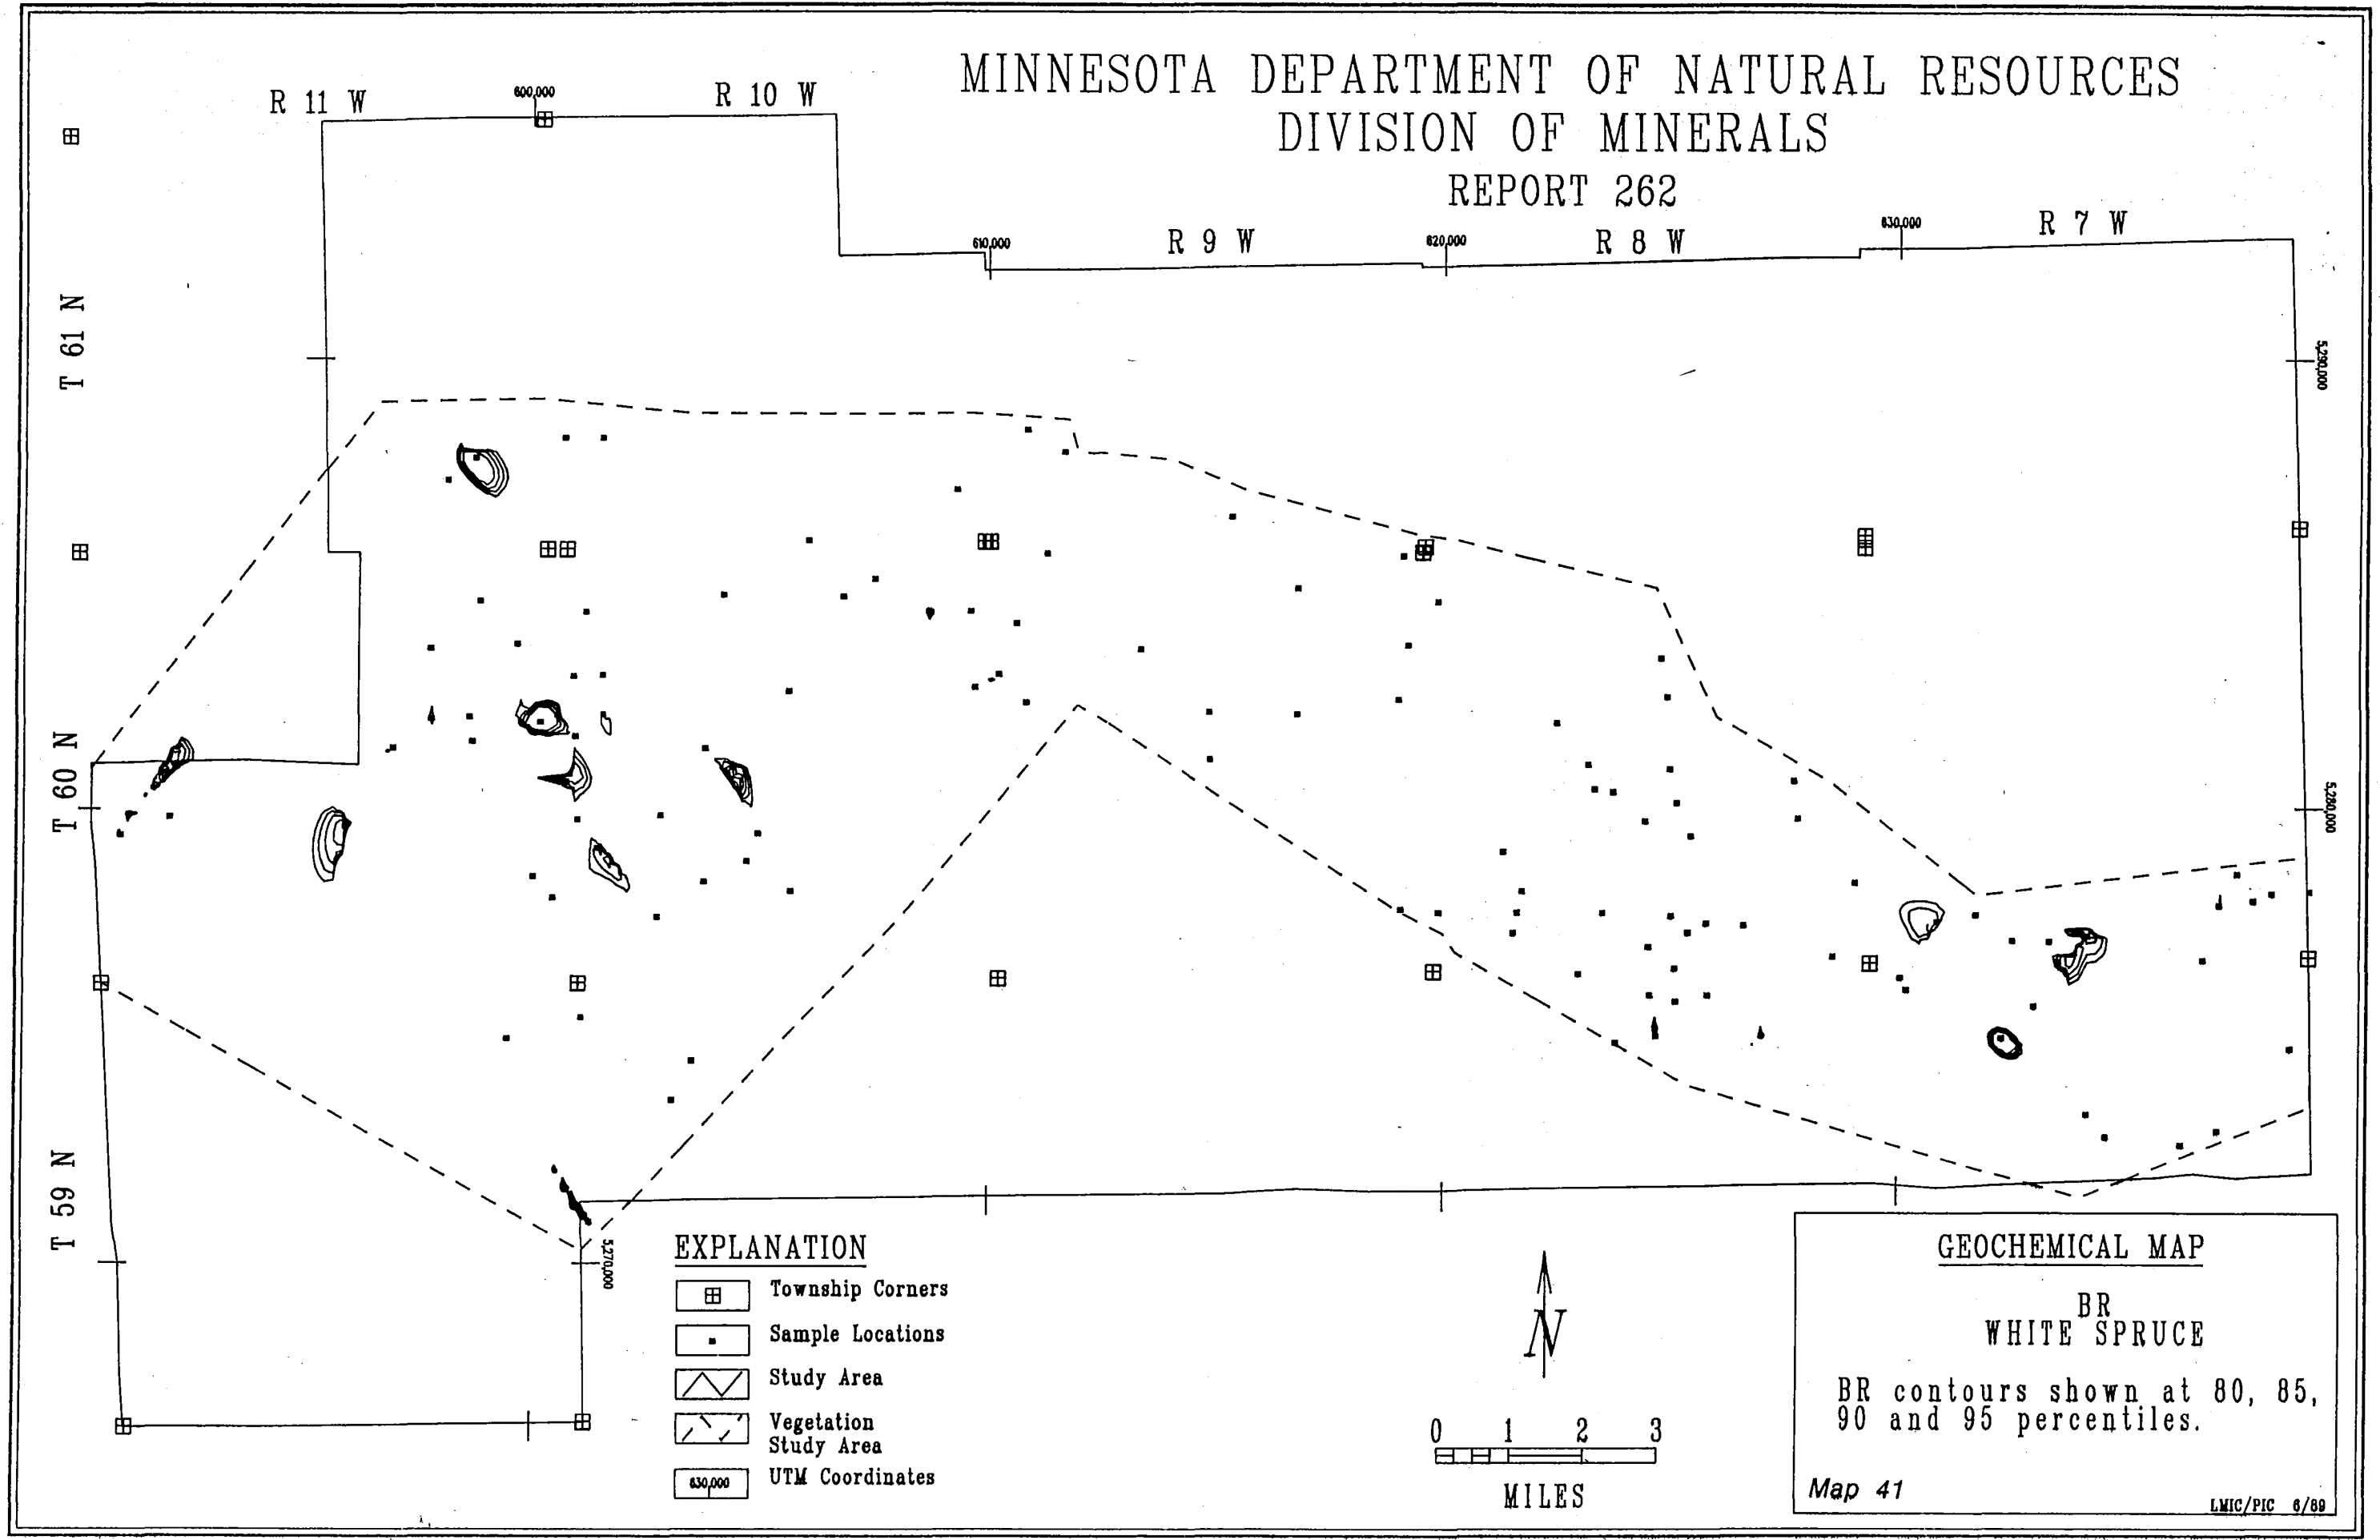 MINNESOTA DEPARTMENT OF NATURAL RESOURCES
DIVISION OF MINERALS
REPORT 262
R 11 W
600,000
R 10 W
610,000
R 9 W
620,000
R 8 W
630,000
R 7 W
T 61 N
5,290,000
T 60 N
5,280,000
T 59 N
5,270,000
EXPLANATION
Township Corners
Sample Locations
Study Area
Vegetation
Study Area
630,000
UTM Coordinates
N
0 1 2 3
MILES
GEOCHEMICAL MAP
BR
WHITE SPRUCE
BR contours shown at 80, 85,
90 and 95 percentiles.
Map 41
LMIC/PIC 6/89